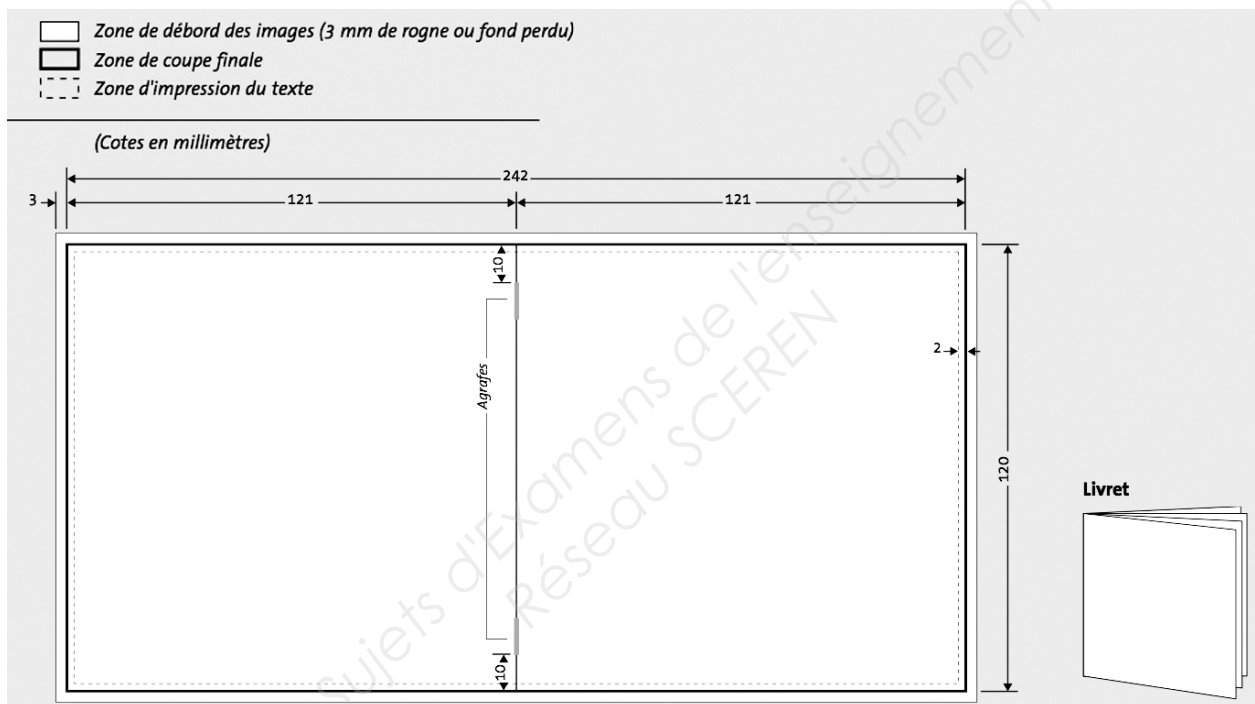 Zone de débord des images (3 mm de rogne ou fond perdu)
Zone de coupe finale
Zone d'impression du texte
(Cotes en millimètres)
242
3
121
121
10
2
Agrafes
120
10
Livret
Sujets d'Examens de l'enseignement
Réseau SCEREN